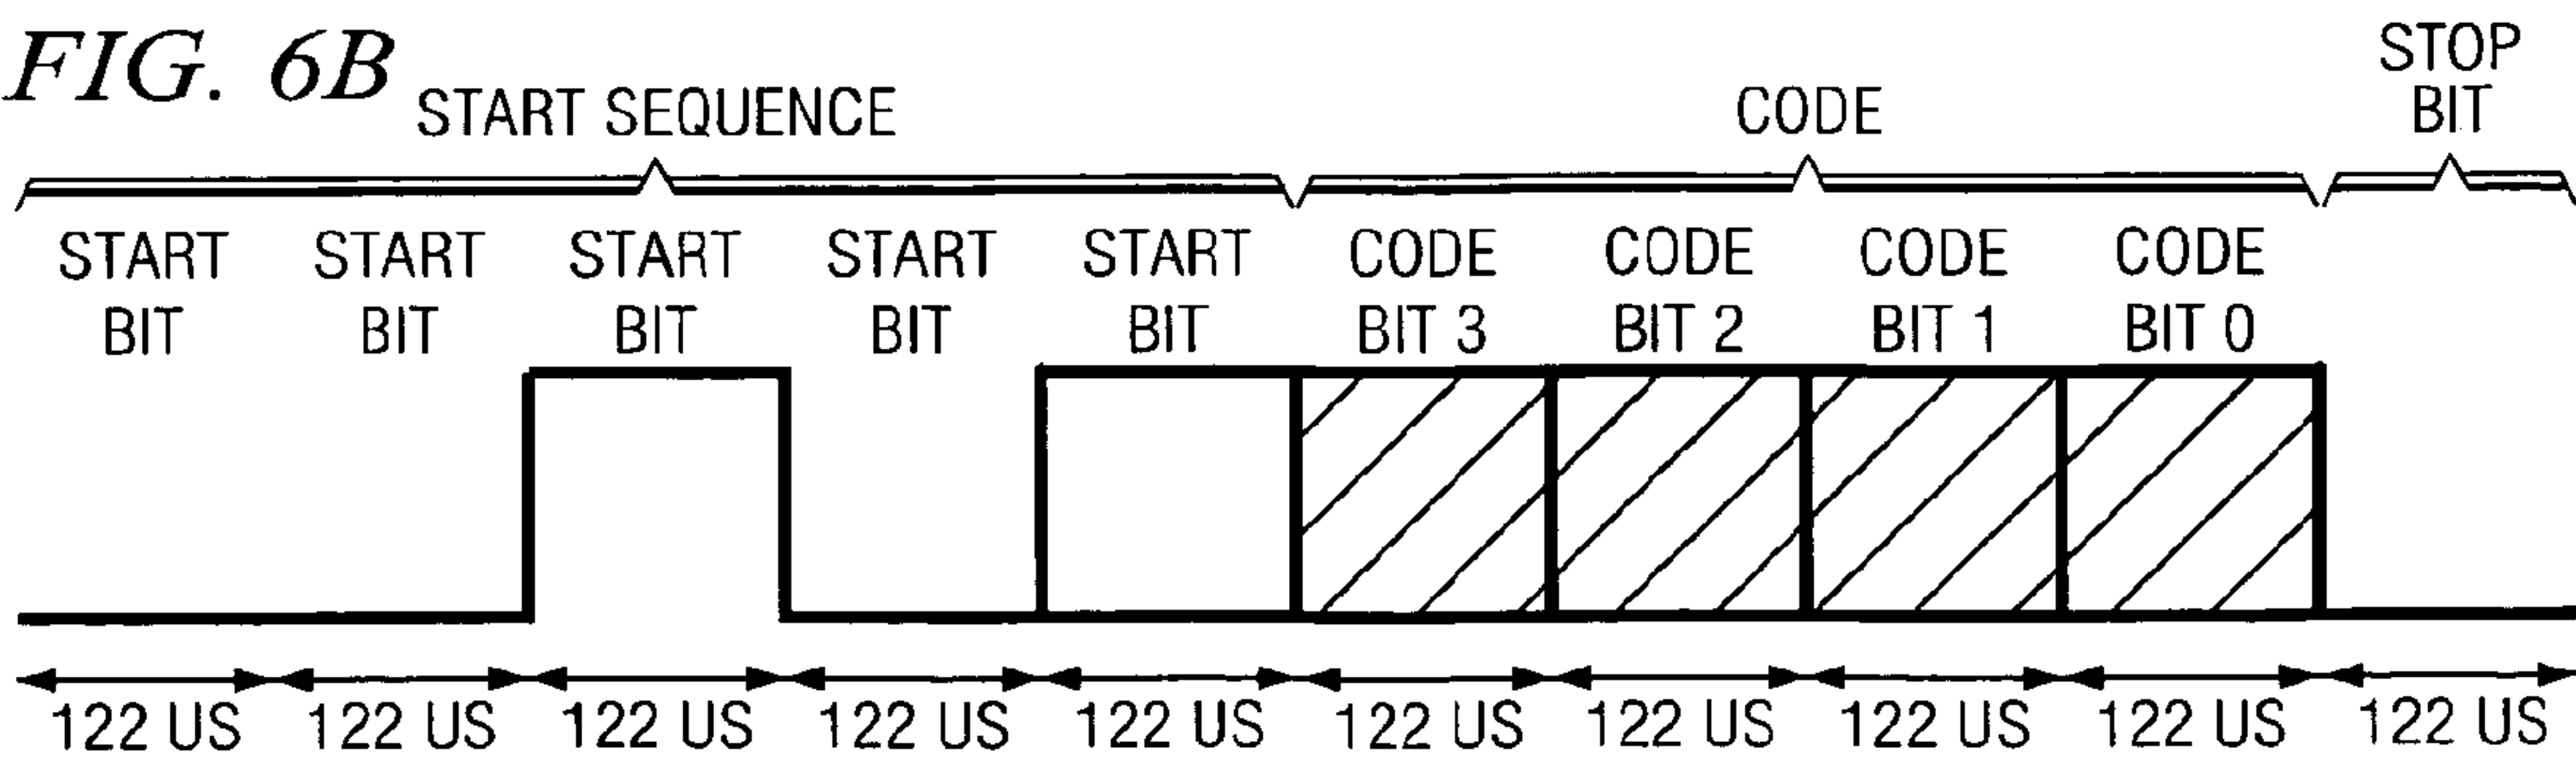 FIG. 6B
START SEQUENCE
CODE
STOP
BIT
START START START START START CODE CODE CODE CODE
BIT BIT BIT BIT BIT BIT 3 BIT 2 BIT 1 BIT 0
122 US 122 US 122 US 122 US 122 US 122 US 122 US 122 US 122 US 122 US